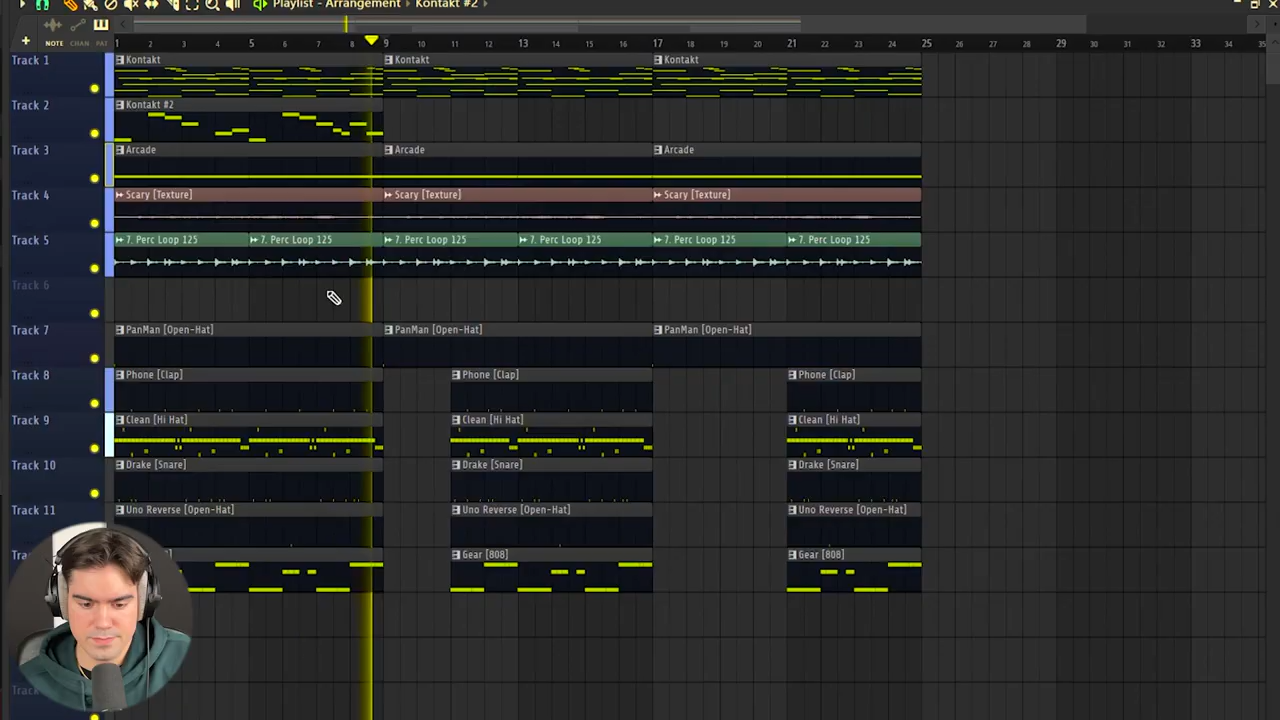 Playlist - Arrangement › Kontakt #2 ›
NOTE CHAN PAT
1 2 3 4 5 6 7 8 9 10 11 12 13 14 15 16 17 18 19 20 21 22 23 24 25 26 27 28 29 30 31 32 33 34 35
Track 1 Kontakt Kontakt Kontakt
Track 2 Kontakt #2
Track 3 Arcade Arcade Arcade
Track 4 Scary [Texture] Scary [Texture] Scary [Texture]
Track 5 7. Perc Loop 125 7. Perc Loop 125 7. Perc Loop 125 7. Perc Loop 125 7. Perc Loop 125 7. Perc Loop 125
Track 6
Track 7 PanMan [Open-Hat] PanMan [Open-Hat] PanMan [Open-Hat]
Track 8 Phone [Clap] Phone [Clap] Phone [Clap]
Track 9 Clean [Hi Hat] Clean [Hi Hat] Clean [Hi Hat]
Track 10 Drake [Snare] Drake [Snare] Drake [Snare]
Track 11 Uno Reverse [Open-Hat] Uno Reverse [Open-Hat] Uno Reverse [Open-Hat]
Gear [808] Gear [808]